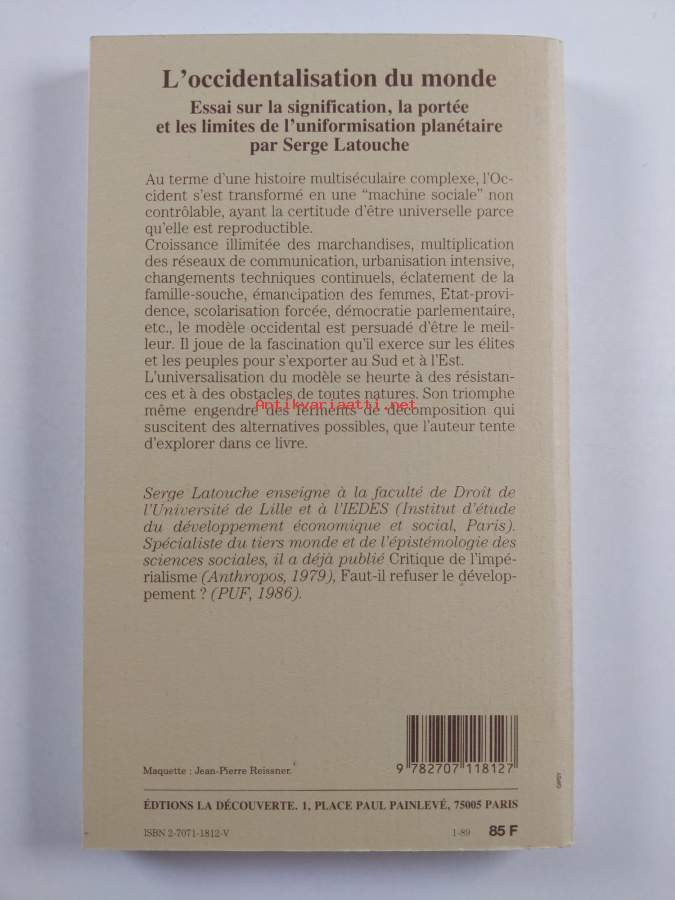 L'occidentalisation du monde
Essai sur la signification, la portée
et les limites de l'uniformisation planétaire
par Serge Latouche
Au terme d'une histoire multiséculaire complexe, l'Oc-
cident s'est transformé en une "machine sociale" non
contrôlable, ayant la certitude d'être universelle parce
qu'elle est reproductible.
Croissance illimitée des marchandises, multiplication
des réseaux de communication, urbanisation intensive,
changements techniques continuels, éclatement de la
famille-souche, émancipation des femmes, Etat-provi-
dence, scolarisation forcée, démocratie parlementaire,
etc., le modèle occidental est persuadé d'être le meil-
leur. Il joue de la fascination qu'il exerce sur les élites
et les peuples pour s'exporter au Sud et à l'Est.
L'universalisation du modèle se heurte à des résistan-
ces et à des obstacles de toutes natures. Son triomphe
Antikvariaatti.net
même engendre des ferments de décomposition qui
suscitent des alternatives possibles, que l'auteur tente
d'explorer dans ce livre.
Serge Latouche enseigne à la faculté de Droit de
l'Université de Lille et à l'IEDES (Institut d'étude
du développement économique et social, Paris).
Spécialiste du tiers monde et de l'épistémologie des
sciences sociales, il a déjà publié Critique de l'impé-
rialisme (Anthropos, 1979), Faut-il refuser le dévelop-
pement ? (PUF, 1986).
Maquette : Jean-Pierre Reissner.
9 782707 118127
ÉDTIONS LA DÉCOUVERTE. 1, PLACE PAUL PAINLEVÉ, 75005 PARIS
ISBN 2-7071-1812-V
1-89 85 F